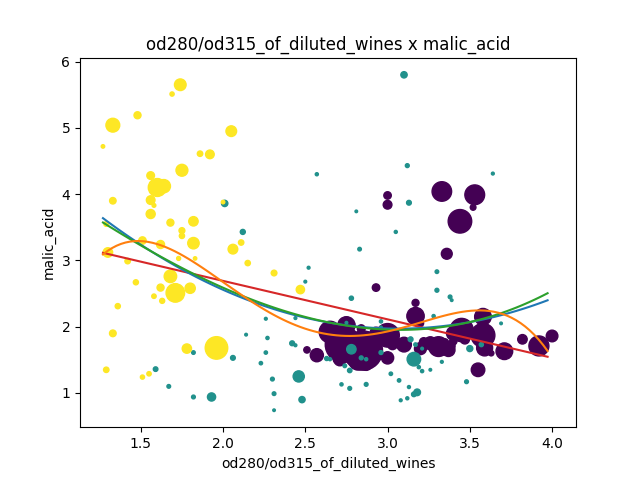 od280/od315_of_diluted_wines x malic_acid
6
5
4
3
2
1
malic_acid
1.5 2.0 2.5 3.0 3.5 4.0
od280/od315_of_diluted_wines